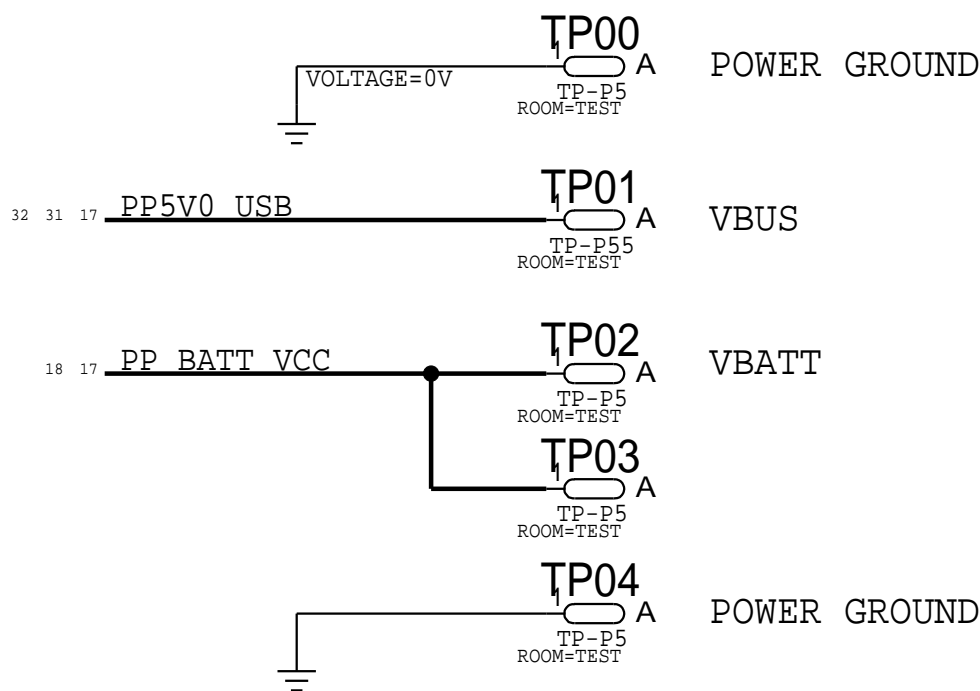 TP00
1
A
POWER GROUND
VOLTAGE=0V
TP-P5
ROOM=TEST
TP01
1
32 31 17
PP5V0 USB
A
VBUS
TP-P55
ROOM=TEST
TP02
1
18 17
PP BATT VCC
A
VBATT
TP-P5
ROOM=TEST
TP03
1
A
TP-P5
ROOM=TEST
TP04
1
A
POWER GROUND
TP-P5
ROOM=TEST